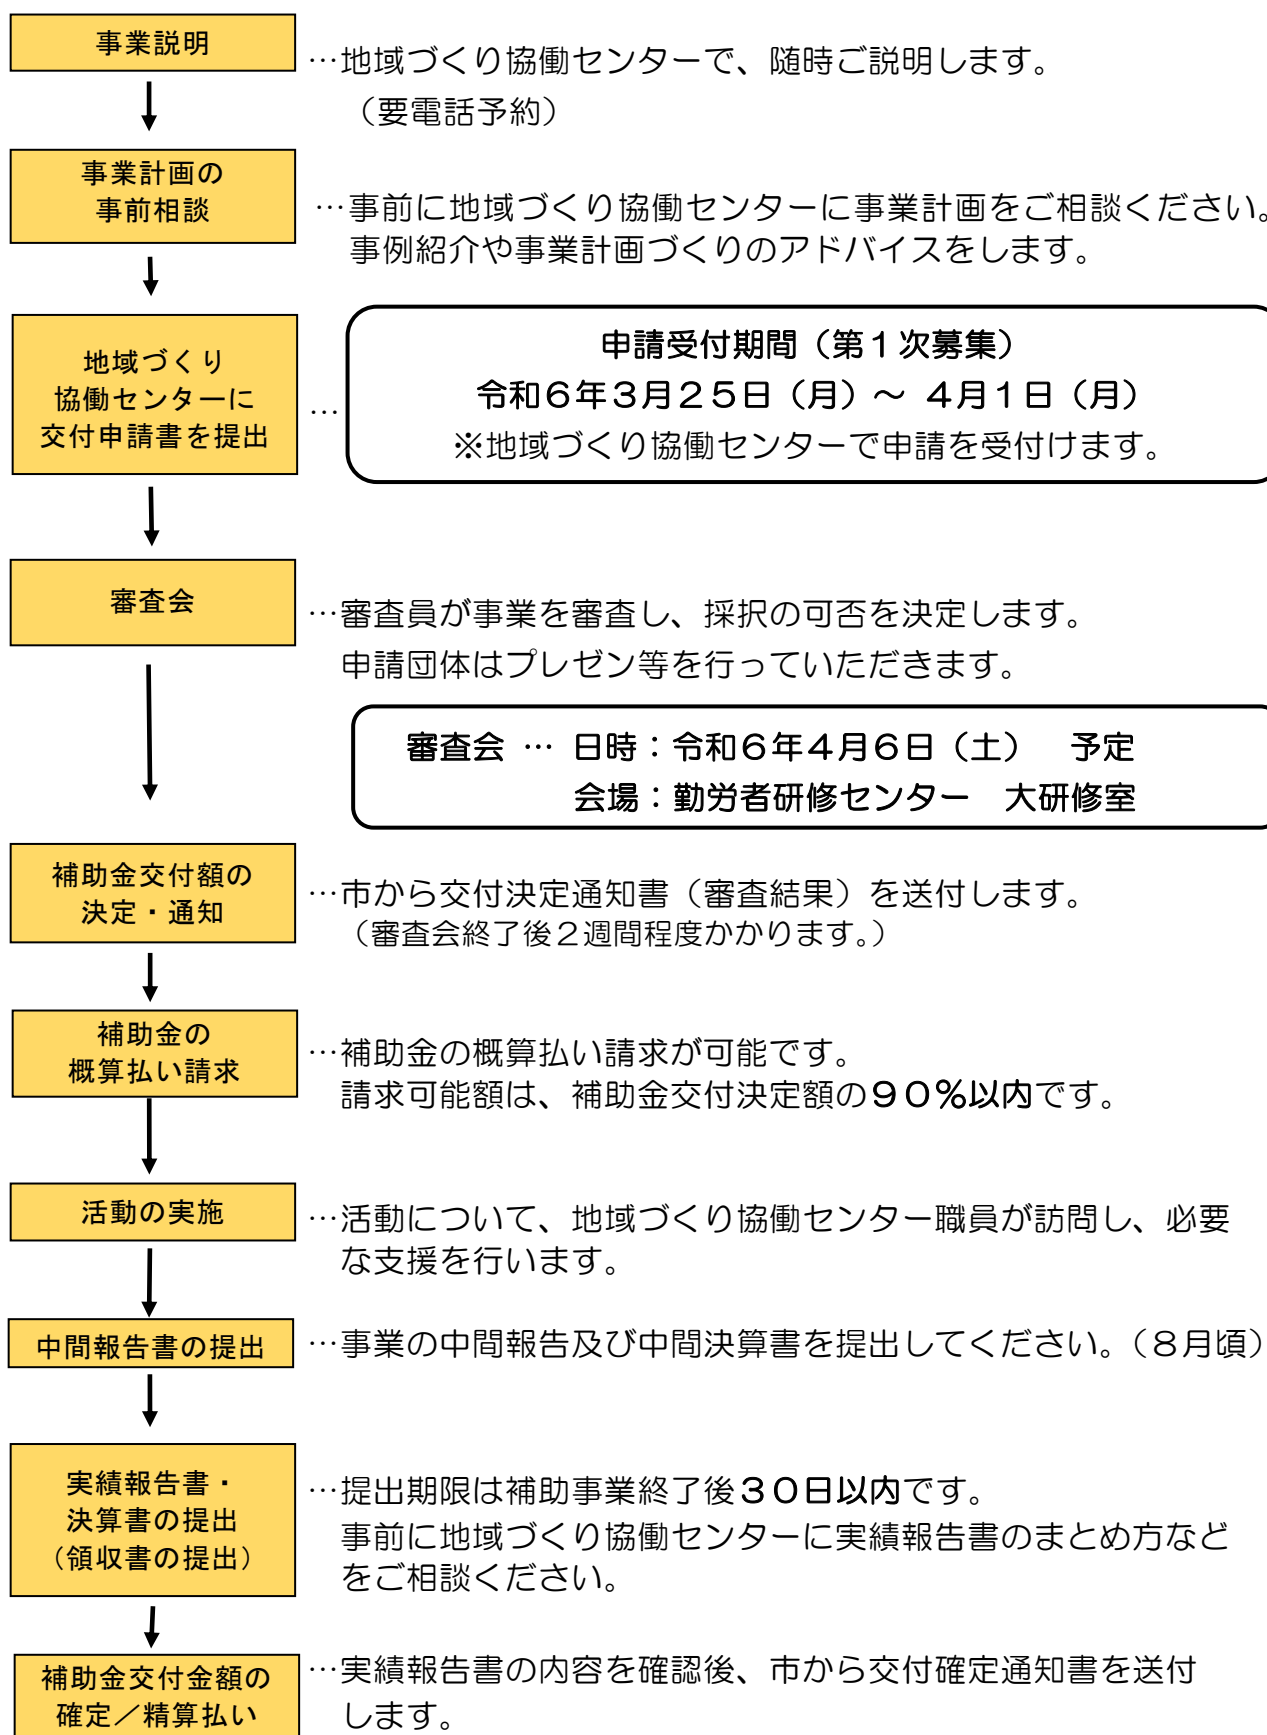 事業説明
…地域づくり協働センターで、随時ご説明します。
（要電話予約）
事業計画の
事前相談
…事前に地域づくり協働センターに事業計画をご相談ください。
事例紹介や事業計画づくりのアドバイスをします。
地域づくり
協働センターに
交付申請書を提出
…
申請受付期間（第１次募集）
令和６年３月２５日（月）～ ４月１日（月）
※地域づくり協働センターで申請を受付けます。
審査会
…審査員が事業を審査し、採択の可否を決定します。
申請団体はプレゼン等を行っていただきます。
審査会 … 日時：令和６年４月６日（土）　予定
会場：勤労者研修センター　大研修室
補助金交付額の
決定・通知
…市から交付決定通知書（審査結果）を送付します。
（審査会終了後２週間程度かかります。）
補助金の
概算払い請求
…補助金の概算払い請求が可能です。
請求可能額は、補助金交付決定額の９０％以内です。
活動の実施
…活動について、地域づくり協働センター職員が訪問し、必要
な支援を行います。
中間報告書の提出
…事業の中間報告及び中間決算書を提出してください。（８月頃）
実績報告書・
決算書の提出
（領収書の提出）
…提出期限は補助事業終了後３０日以内です。
事前に地域づくり協働センターに実績報告書のまとめ方など
をご相談ください。
補助金交付金額の
確定／精算払い
…実績報告書の内容を確認後、市から交付確定通知書を送付
します。